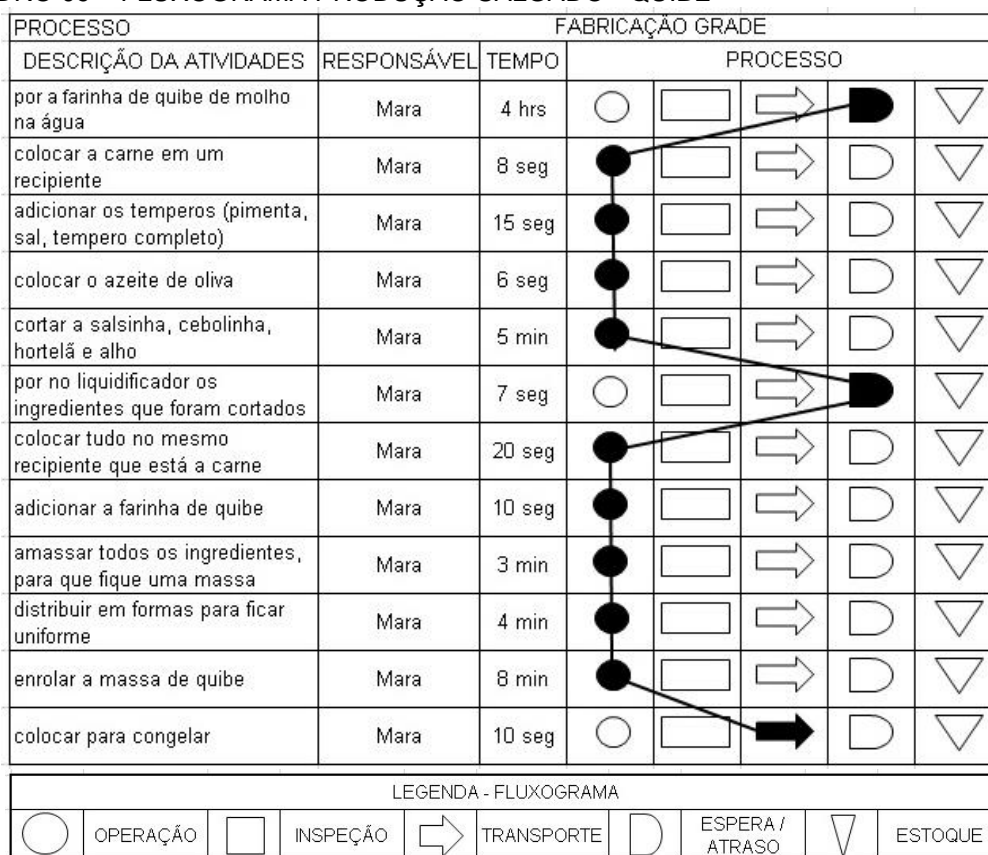 PROCESSO FABRICAÇÃO GRADE
DESCRIÇÃO DA ATIVIDADES RESPONSÁVEL TEMPO PROCESSO
por a farinha de quibe de molho
na água
Mara 4 hrs
colocar a carne em um
recipiente
Mara 8 seg
adicionar os temperos (pimenta,
sal, tempero completo)
Mara 15 seg
colocar o azeite de oliva Mara 6 seg
cortar a salsinha, cebolinha,
hortelã e alho
Mara 5 min
por no liquidificador os
ingredientes que foram cortados
Mara 7 seg
colocar tudo no mesmo
recipiente que está a carne
Mara 20 seg
adicionar a farinha de quibe Mara 10 seg
amassar todos os ingredientes,
para que fique uma massa
Mara 3 min
distribuir em formas para ficar
uniforme
Mara 4 min
enrolar a massa de quibe Mara 8 min
colocar para congelar Mara 10 seg
LEGENDA - FLUXOGRAMA
OPERAÇÃO INSPEÇÃO TRANSPORTE ESPERA / ATRASO ESTOQUE